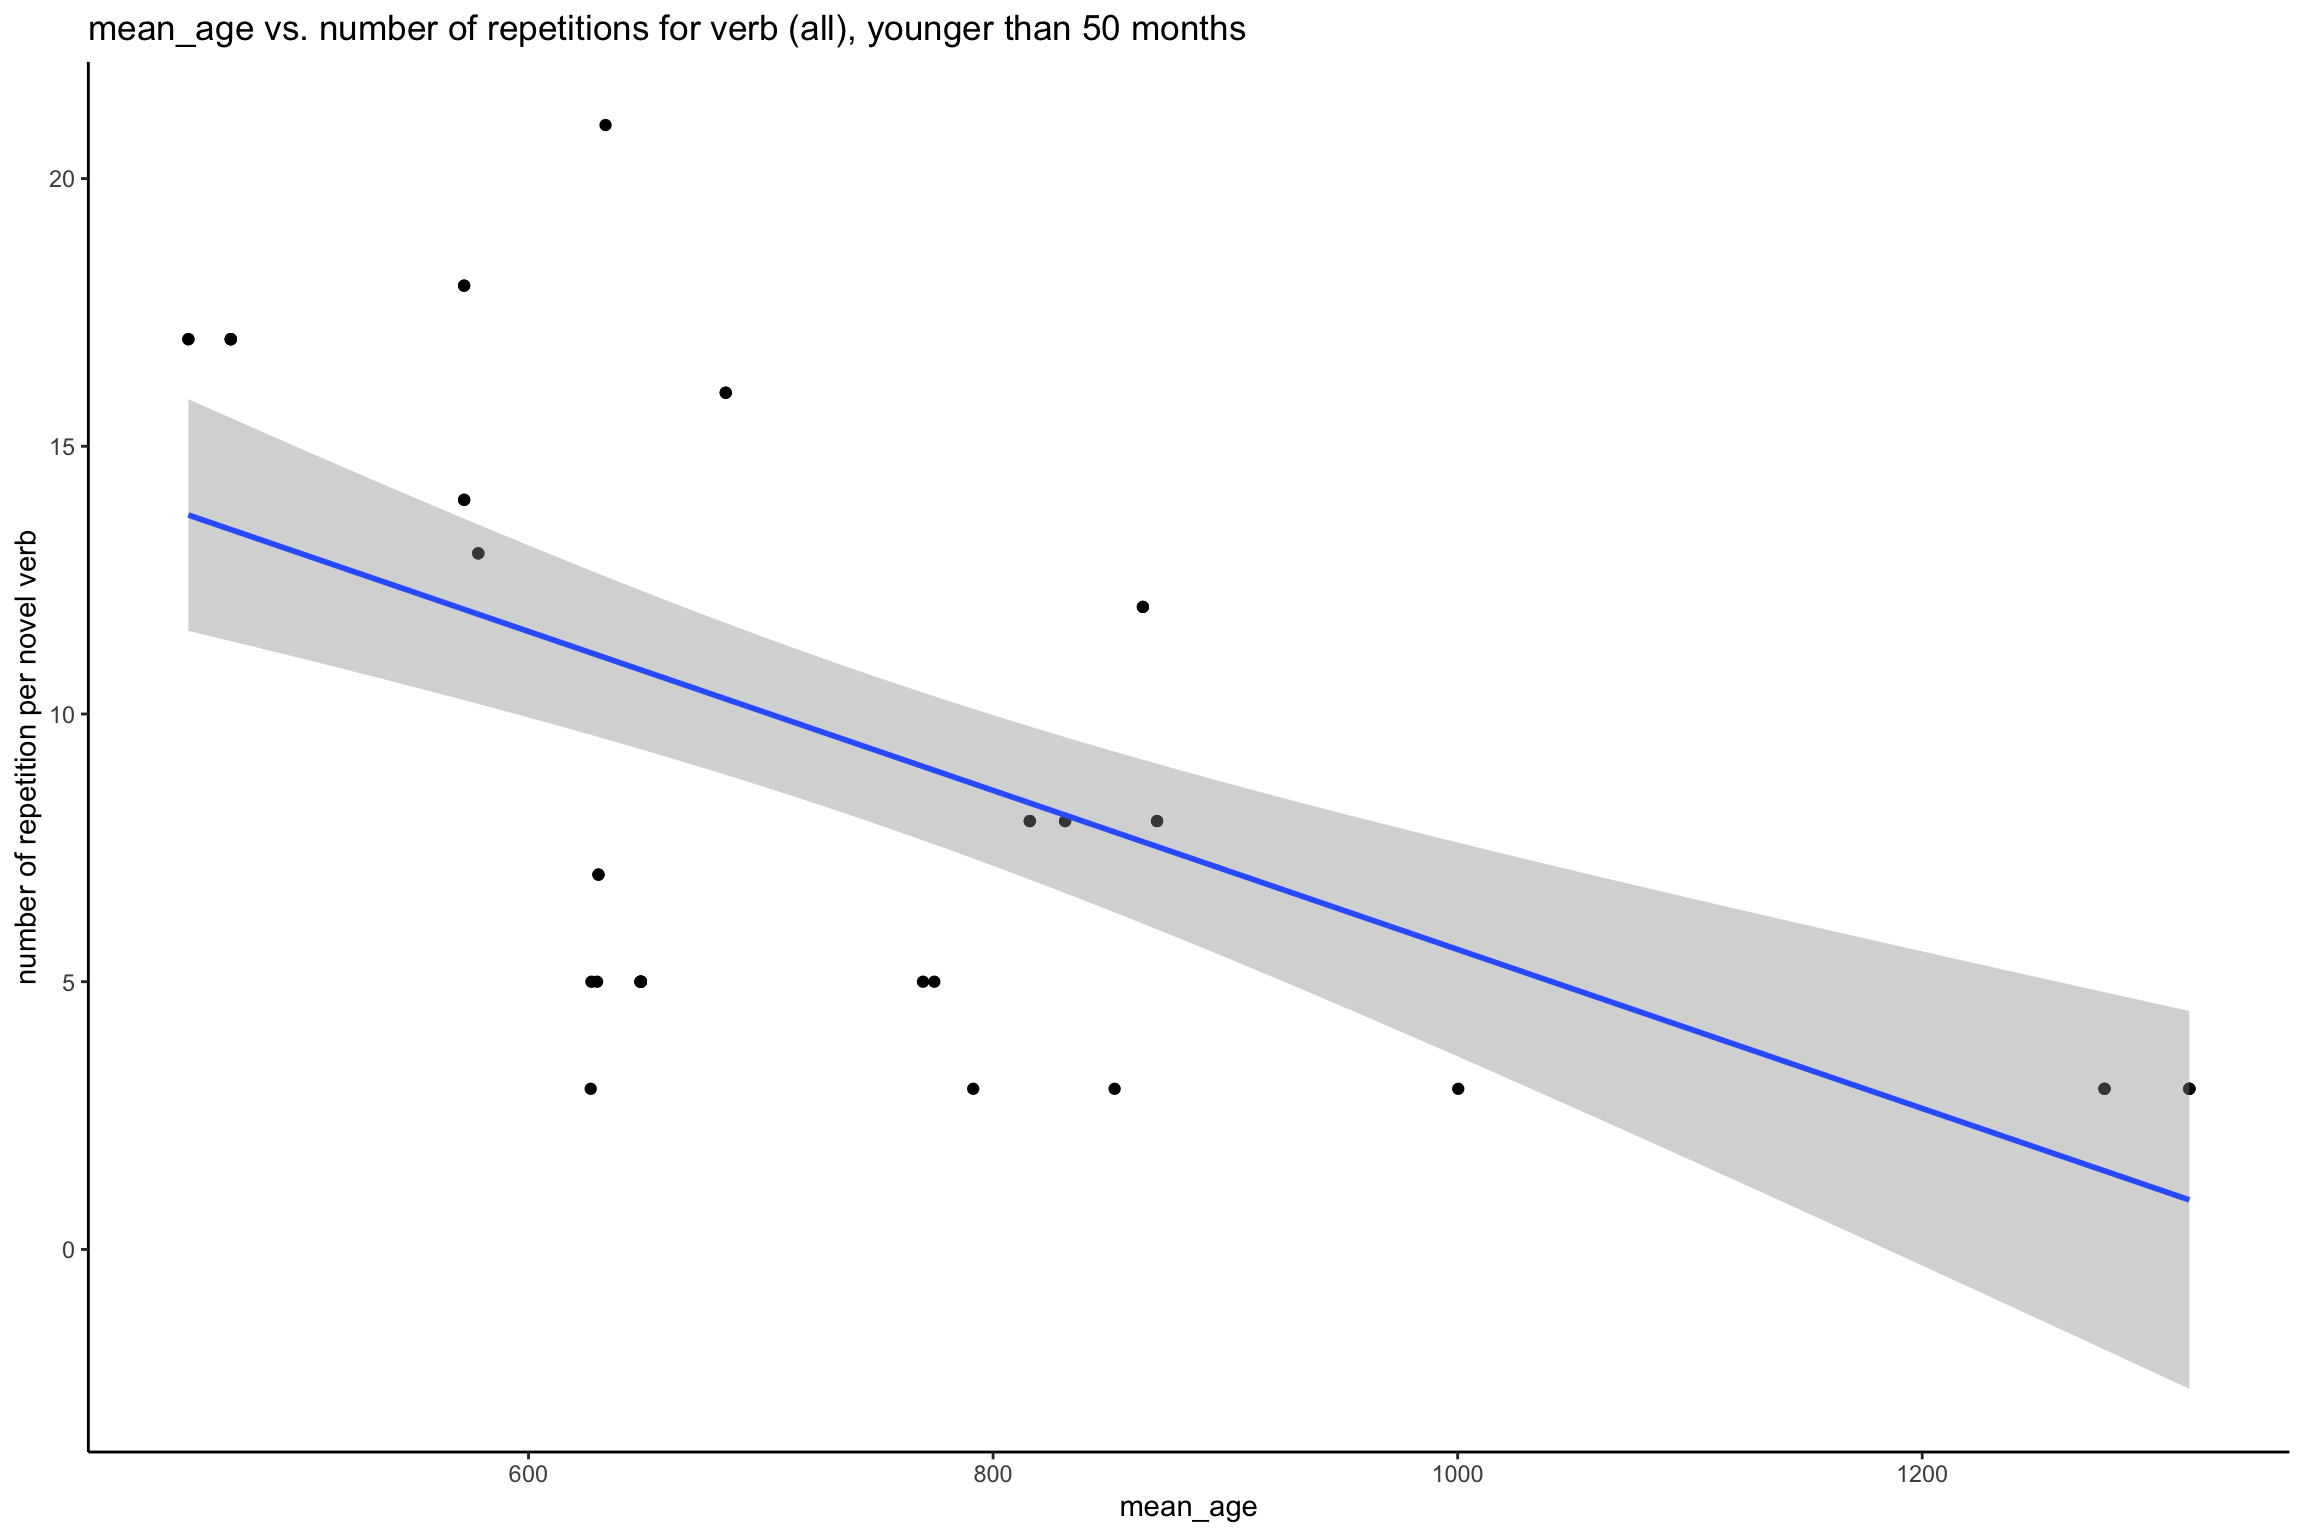 mean_age vs. number of repetitions for verb (all), younger than 50 months
number of repetition per novel verb
20
15
10
5
0
600 800 1000 1200
mean_age